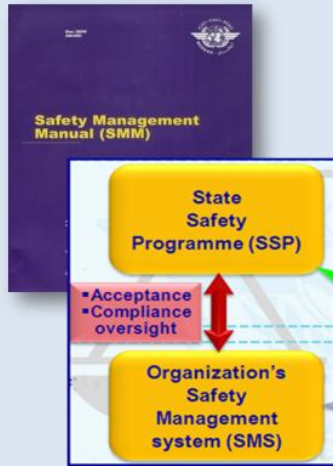 Safety Management
Manual (SMM)
State
Safety
Programme (SSP)
▪Acceptance
▪Compliance
oversight
Organization's
Safety
Management
system (SMS)